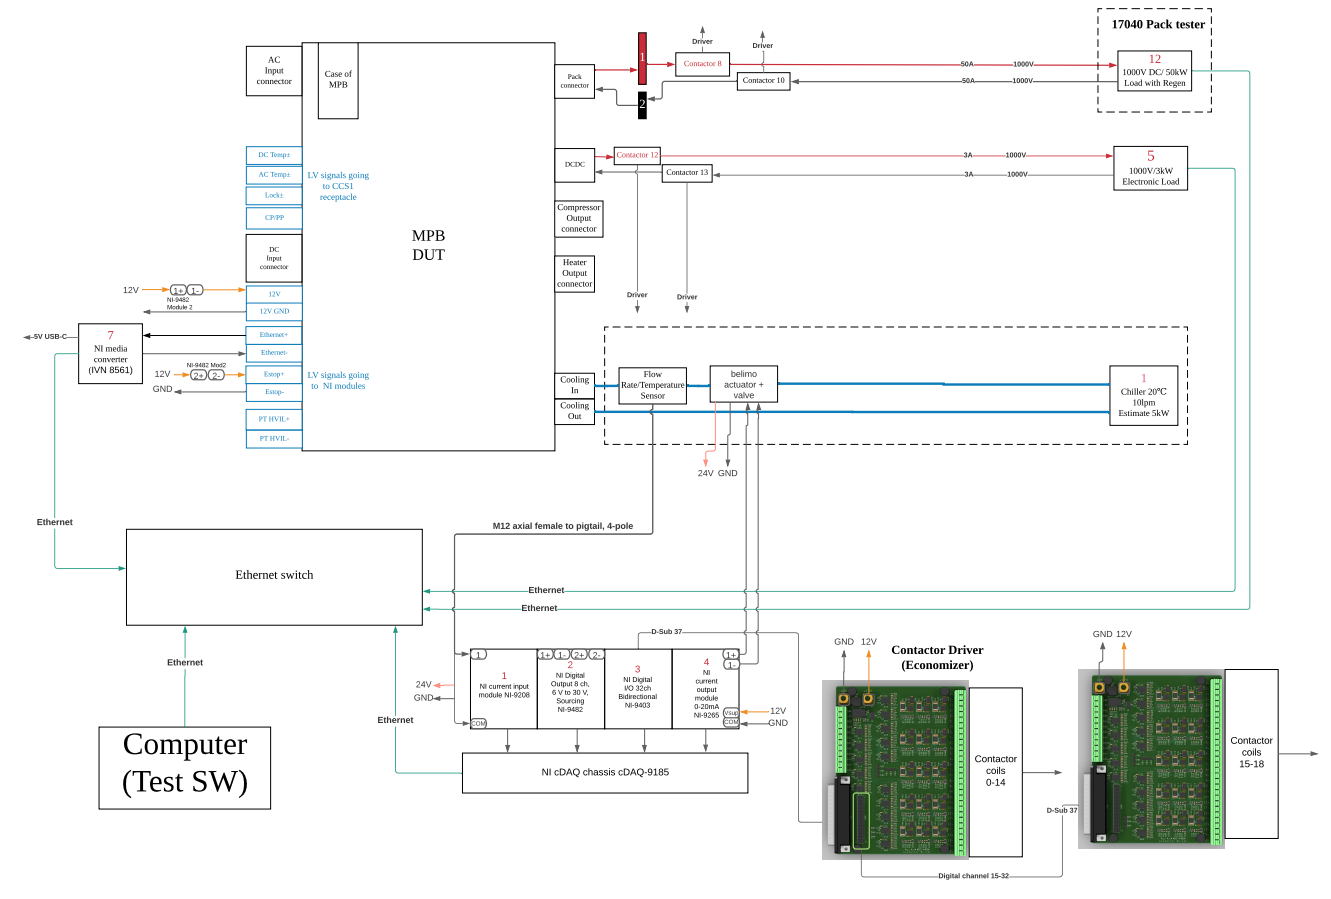 17040 Pack tester
12
1000V DC/ 50kW
Load with Regen
Driver
Driver
1
2
Contactor 8
Contactor 10
50A
1000V
50A
1000V
AC
Input
connector
Case of
MPB
Pack
connector
DC Temp±
AC Temp±
Lock±
CP/PP
LV signals going
to CCS1
receptacle
DCDC
Contactor 12
Contactor 13
3A
1000V
3A
1000V
5
1000V/3kW
Electronic Load
Compressor
Output
connector
Heater
Output
connector
MPB
DUT
DC
Input
connector
12V
1+
1-
NI-9482
Module 2
12V
12V GND
Driver
Driver
5V USB-C
7
NI media
converter
(IVN 8561)
Ethernet+
Ethernet-
NI-9482 Mod2
12V
2+
2-
GND
Estop+
Estop-
LV signals going
to NI modules
PT HVIL+
PT HVIL-
Cooling
In
Cooling
Out
Flow
Rate/Temperature
Sensor
belimo
actuator +
valve
1
Chiller 20℃
10lpm
Estimate 5kW
24V
GND
Ethernet
M12 axial female to pigtail, 4-pole
Ethernet switch
Ethernet
Ethernet
Ethernet
Ethernet
Computer
(Test SW)
D-Sub 37
24V
GND
1
COM
1
NI current input
module NI-9208
1+
1-
2+
2-
2
NI Digital
Output 8 ch,
6 V to 30 V,
Sourcing
NI-9482
3
NI Digital
I/O 32ch
Bidirectional
NI-9403
4
NI
current
output
module
0-20mA
NI-9265
1+
1-
Vsup
COM
12V
GND
NI cDAQ chassis cDAQ-9185
GND
12V
Contactor Driver
(Economizer)
Contactor
coils
0-14
GND
12V
Contactor
coils
15-18
D-Sub 37
Digital channel 15-32